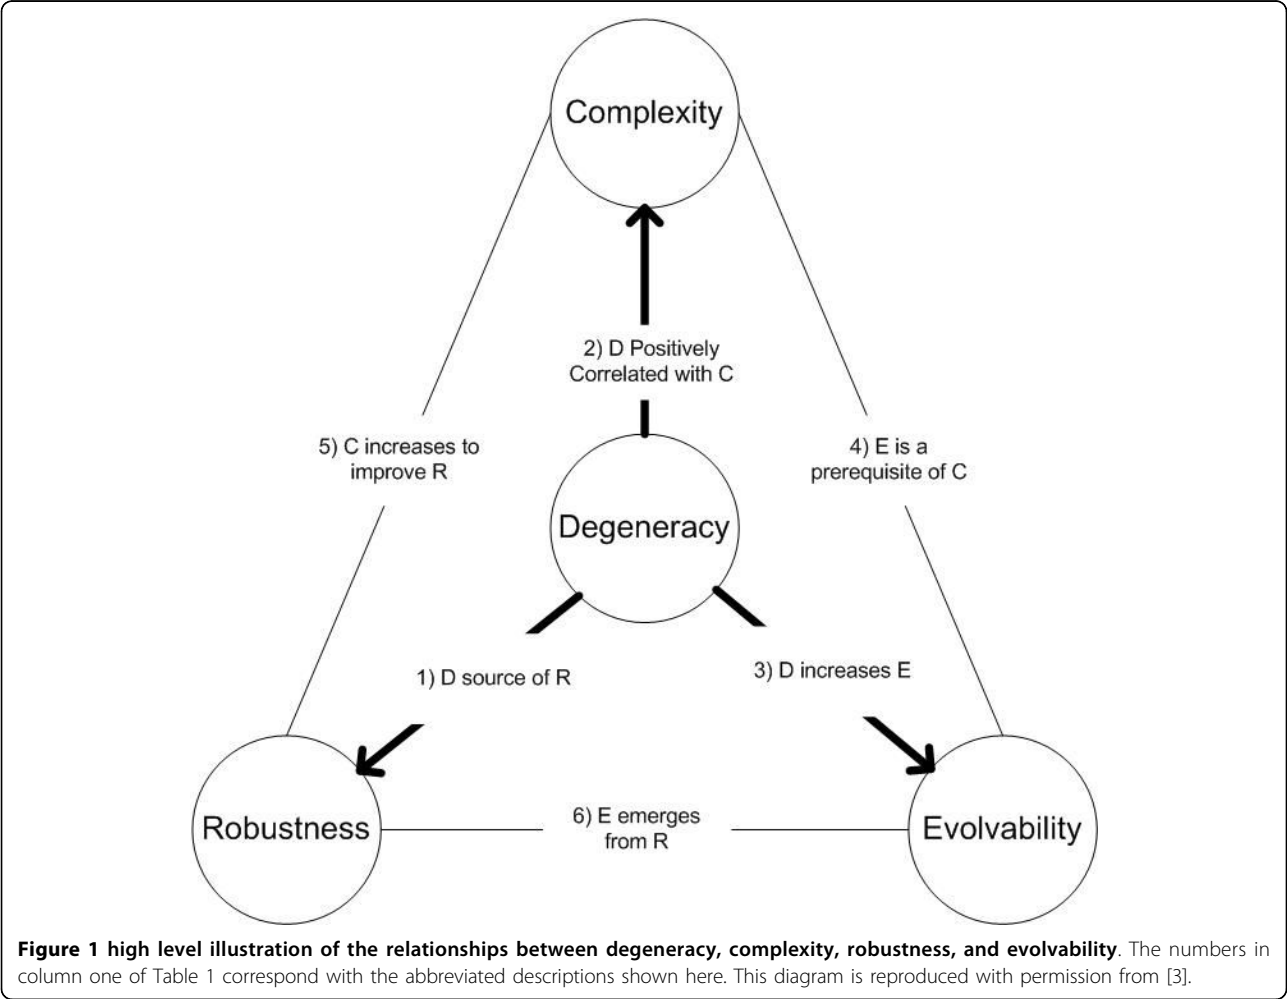 Complexity
2) D Positively
Correlated with C
5) C increases to
improve R
4) E is a
prerequisite of C
Degeneracy
1) D source of R
3) D increases E
Robustness
6) E emerges
from R
Evolvability
Figure 1 high level illustration of the relationships between degeneracy, complexity, robustness, and evolvability. The numbers in
column one of Table 1 correspond with the abbreviated descriptions shown here. This diagram is reproduced with permission from [3].